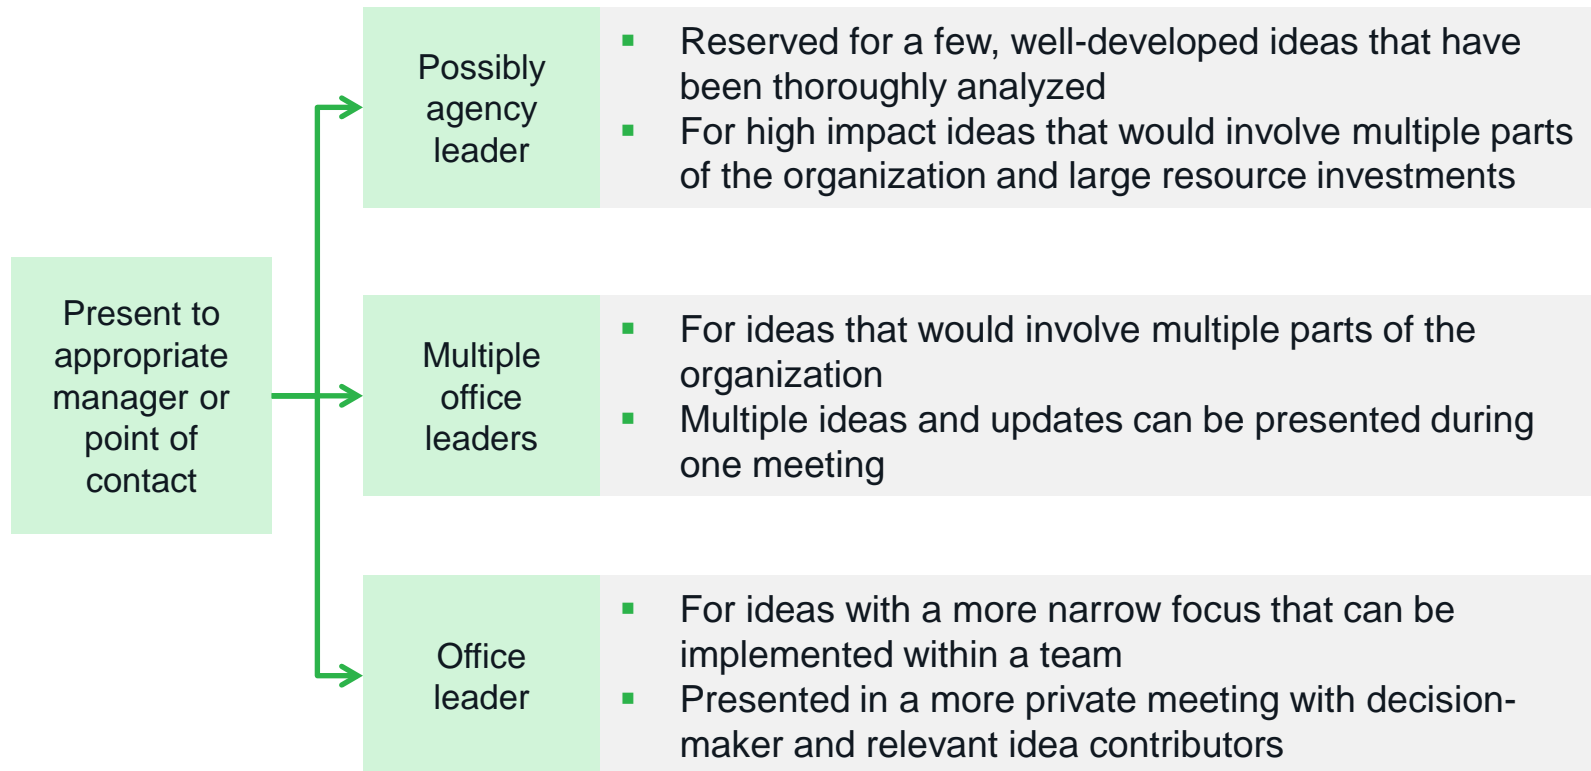 Present to
appropriate
manager or
point of
contact
Possibly
agency
leader
▪ Reserved for a few, well-developed ideas that have
been thoroughly analyzed
▪ For high impact ideas that would involve multiple parts
of the organization and large resource investments
Multiple
office
leaders
▪ For ideas that would involve multiple parts of the
organization
▪ Multiple ideas and updates can be presented during
one meeting
Office
leader
▪ For ideas with a more narrow focus that can be
implemented within a team
▪ Presented in a more private meeting with decision-
maker and relevant idea contributors